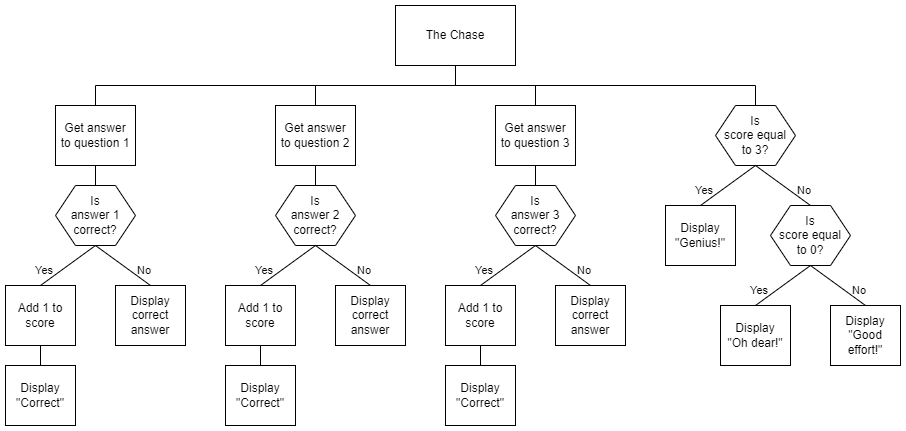 The Chase
Get answer
to question 1
Get answer
to question 2
Get answer
to question 3
Is
score equal
to 3?
Is
answer 1
correct?
Is
answer 2
correct?
Is
answer 3
correct?
Yes
No
Display
"Genius!"
Is
score equal
to 0?
Yes
No
Yes
No
Yes
No
Yes
No
Add 1 to
score
Display
correct
answer
Add 1 to
score
Display
correct
answer
Add 1 to
score
Display
correct
answer
Display
"Oh dear!"
Display
"Good
effort!"
Display
"Correct"
Display
"Correct"
Display
"Correct"